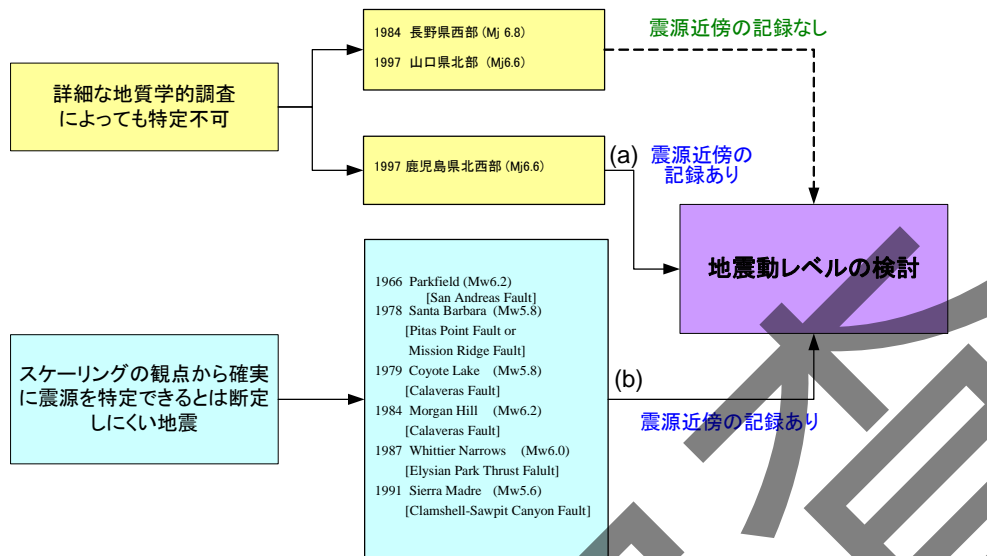 1984 長野県西部 (Mj 6.8)
1997 山口県北部 (Mj6.6)
震源近傍の記録なし
詳細な地質学的調査
によっても特定不可
1997 鹿児島県北西部 (Mj6.6)
(a)
震源近傍の
記録あり
地震動レベルの検討
1966 Parkfield (Mw6.2)
[San Andreas Fault]
1978 Santa Barbara (Mw5.8)
[Pitas Point Fault or
Mission Ridge Fault]
1979 Coyote Lake (Mw5.8)
[Calaveras Fault]
1984 Morgan Hill (Mw6.2)
[Calaveras Fault]
1987 Whittier Narrows (Mw6.0)
[Elysian Park Thrust Falult]
1991 Sierra Madre (Mw5.6)
[Clamshell-Sawpit Canyon Fault]
スケーリングの観点から確実
に震源を特定できるとは断定
しにくい地震
(b)
震源近傍の記録あり